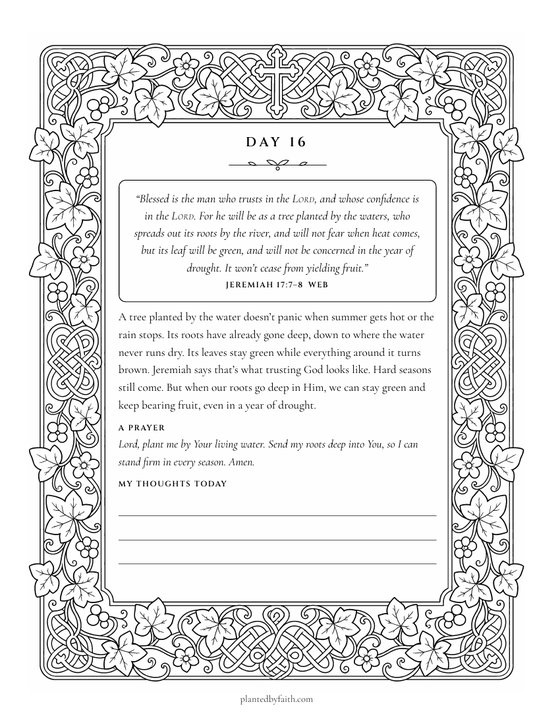 DAY 16
“Blessed is the man who trusts in the LORD, and whose confidence is
in the LORD. For he will be as a tree planted by the waters, who
spreads out its roots by the river, and will not fear when heat comes,
but its leaf will be green, and will not be concerned in the year of
drought. It won’t cease from yielding fruit.”
JEREMIAH 17:7–8 WEB
A tree planted by the water doesn’t panic when summer gets hot or the
rain stops. Its roots have already gone deep, down to where the water
never runs dry. Its leaves stay green while everything around it turns
brown. Jeremiah says that’s what trusting God looks like. Hard seasons
still come. But when our roots go deep in Him, we can stay green and
keep bearing fruit, even in a year of drought.
A PRAYER
Lord, plant me by Your living water. Send my roots deep into You, so I can
stand firm in every season. Amen.
MY THOUGHTS TODAY
plantedbyfaith.com